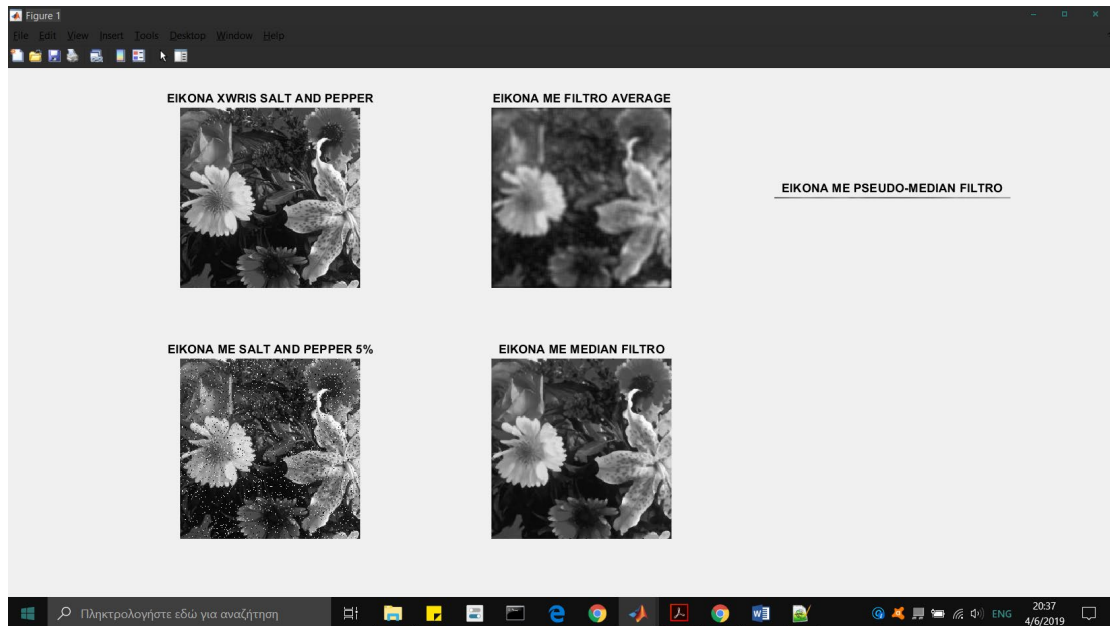 Figure 1
File Edit View Insert Tools Desktop Window Help
EIKONA XWRIS SALT AND PEPPER
EIKONA ME FILTRO AVERAGE
EIKONA ME PSEUDO-MEDIAN FILTRO
EIKONA ME SALT AND PEPPER 5%
EIKONA ME MEDIAN FILTRO
Πληκτρολογήστε εδώ για αναζήτηση
ENG
20:37
4/6/2019